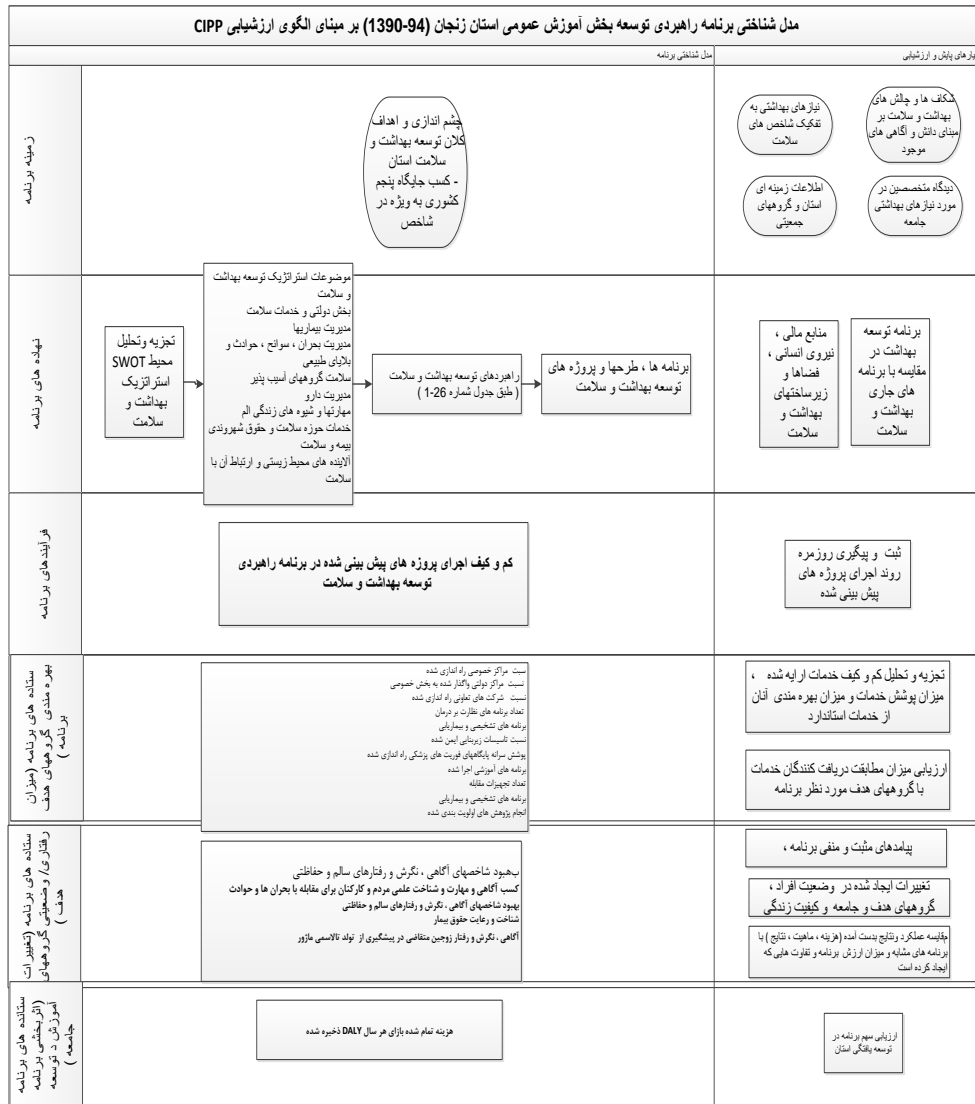 مدل شناختی برنامه راهبردی توسعه بخش آموزش عمومی استان زنجان (94-1390) بر مبنای الگوی ارزشیابی CIPP
یار های پایش و ارزشیابی
مدل شناختی برنامه
زمینه برنامه
شکاف ها و چالش های
بهداشت و سلامت بر
مبنای دانش و آگاهی های
موجود
نیاز های بهداشتی به
تفکیک شاخص های
سلامت
دیدگاه متخصصین در
مورد نیازهای بهداشتی
جامعه
اطلاعات زمینه ای
استان و گروههای
جمعیتی
چشم اندازی و اهداف
کلان توسعه بهداشت و
سلامت استان
- کسب جایگاه پنجم
کشوری به ویژه در
شاخص
نهاده های برنامه
برنامه توسعه
بهداشت در
مقایسه با برنامه
های جاری
بهداشت و
سلامت
منابع مالی ،
نیروی انسانی ،
فضاها و
زیرساختهای
بهداشت و
سلامت
تجزیه وتحلیل
محیط SWOT
استراتژیک
بهداشت و
سلامت
موضوعات استراتژیک توسعه بهداشت
و سلامت
بخش دولتی و خدمات سلامت
مدیریت بیماریها
مدیریت بحران ، سوانح ، حوادث و
بلایای طبیعی
سلامت گروههای آسیب پذیر
مدیریت دارو
مهارتها و شیوه های زندگی الم
خدمات حوزه سلامت و حقوق شهروندی
بیمه و سلامت
آلاینده های محیط زیستی و ارتباط آن با
سلامت
راهبردهای توسعه بهداشت و سلامت
( طبق جدول شماره 26-1 )
برنامه ها ، طرحها و پروژه های
توسعه بهداشت و سلامت
فرآیندهای برنامه
ثبت و پیگیری روزمره
روند اجرای پروژه های
پیش بینی شده
کم و کیف اجرای پروژه های پیش بینی شده در برنامه راهبردی
توسعه بهداشت و سلامت
ستاده های برنامه (میزان
بهره مندی گروههای هدف
برنامه )
تجزیه و تحلیل کم و کیف خدمات ارایه شده ،
میزان پوشش خدمات و میزان بهره مندی آنان
از خدمات استاندارد
ارزیابی میزان مطابقت دریافت کنندگان خدمات
با گروههای هدف مورد نظر برنامه
سبت مراکز خصوصی راه اندازی شده
نسبت مراکز دولتی واگذار شده به بخش خصوصی
نسبت شرکت های تعاونی راه اندازی شده
تعداد برنامه های نظارت بر درمان
برنامه های تشخیصی و بیماریابی
نسبت تاسیسات زیربنایی ایمن شده
پوشش سرانه پایگاههای فوریت های پزشکی راه اندازی شده
برنامه های آموزشی اجرا شده
تعداد تجهیزات مقابله
برنامه های تشخیصی و بیماریابی
انجام پژوهش های اولویت بندی شده
ستاده های برنامه (تغییرات
رفتاری/ وضعیتی گروههای
هدف )
پیامدهای مثبت و منفی برنامه ،
تغییرات ایجاد شده در وضعیت افراد ،
گروههای هدف و جامعه و کیفیت زندگی
مقایسه عملکرد ونتایج بدست آمده (هزینه ، ماهیت ، نتایج ) با
برنامه های مشابه و میزان ارزش برنامه و تفاوت هایی که
ایجاد کرده است
بهبود شاخصهای آگاهی ، نگرش و رفتارهای سالم و حفاظتی
کسب آگاهی و مهارت و شناخت علمی مردم و کارکنان برای مقابله با بحران ها و حوادث
بهبود شاخصهای آگاهی ، نگرش و رفتارهای سالم و حفاظتی
شناخت و رعایت حقوق بیمار
آگاهی ، نگرش و رفتار زوجین متقاضی در پیشگیری از تولد تالاسمی ماژور
ستانده های برنامه
(اثربخشی برنامه
آموزش د توسعه
جامعه )
ارزیابی سهم برنامه در
توسعه یافتگی استان
هزینه تمام شده بازای هر سال DALY ذخیره شده